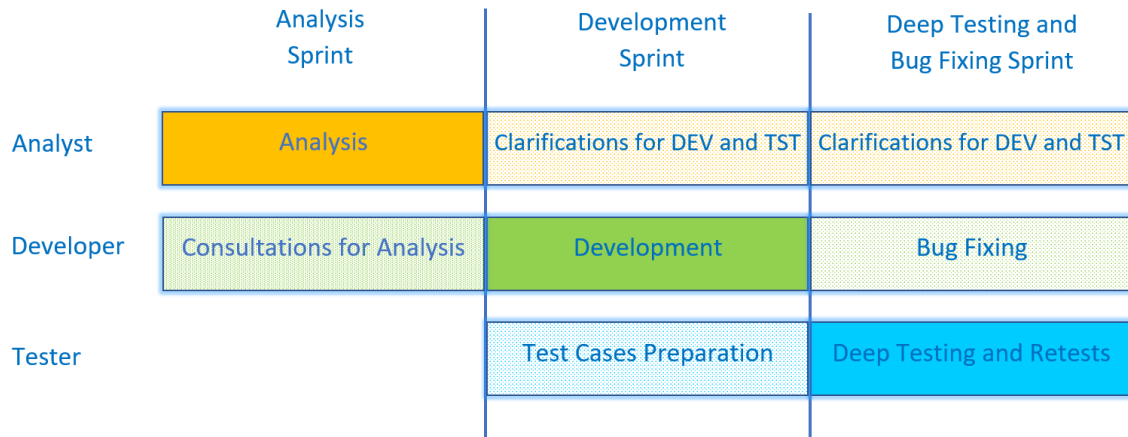 Analysis
Sprint
Development
Sprint
Deep Testing and
Bug Fixing Sprint
Analyst
Analysis
Clarifications for DEV and TST
Clarifications for DEV and TST
Developer
Consultations for Analysis
Development
Bug Fixing
Tester
Test Cases Preparation
Deep Testing and Retests